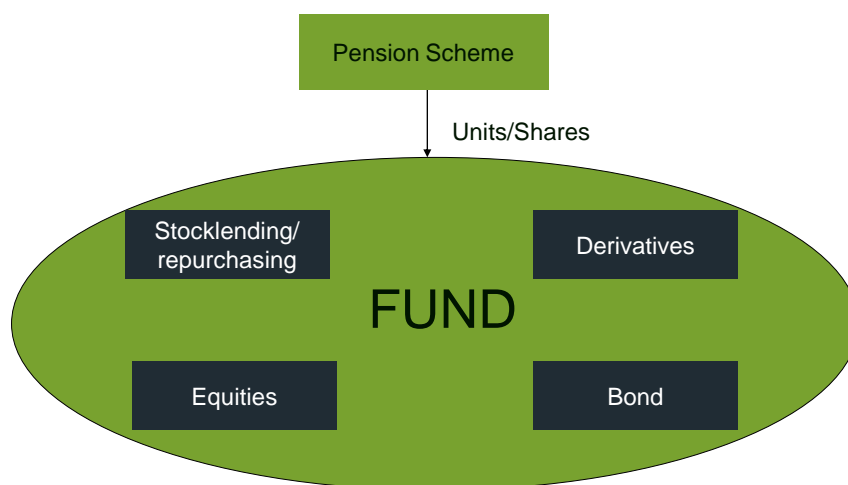 Pension Scheme
Units/Shares
Stocklending/
repurchasing
Derivatives
FUND
Equities
Bond